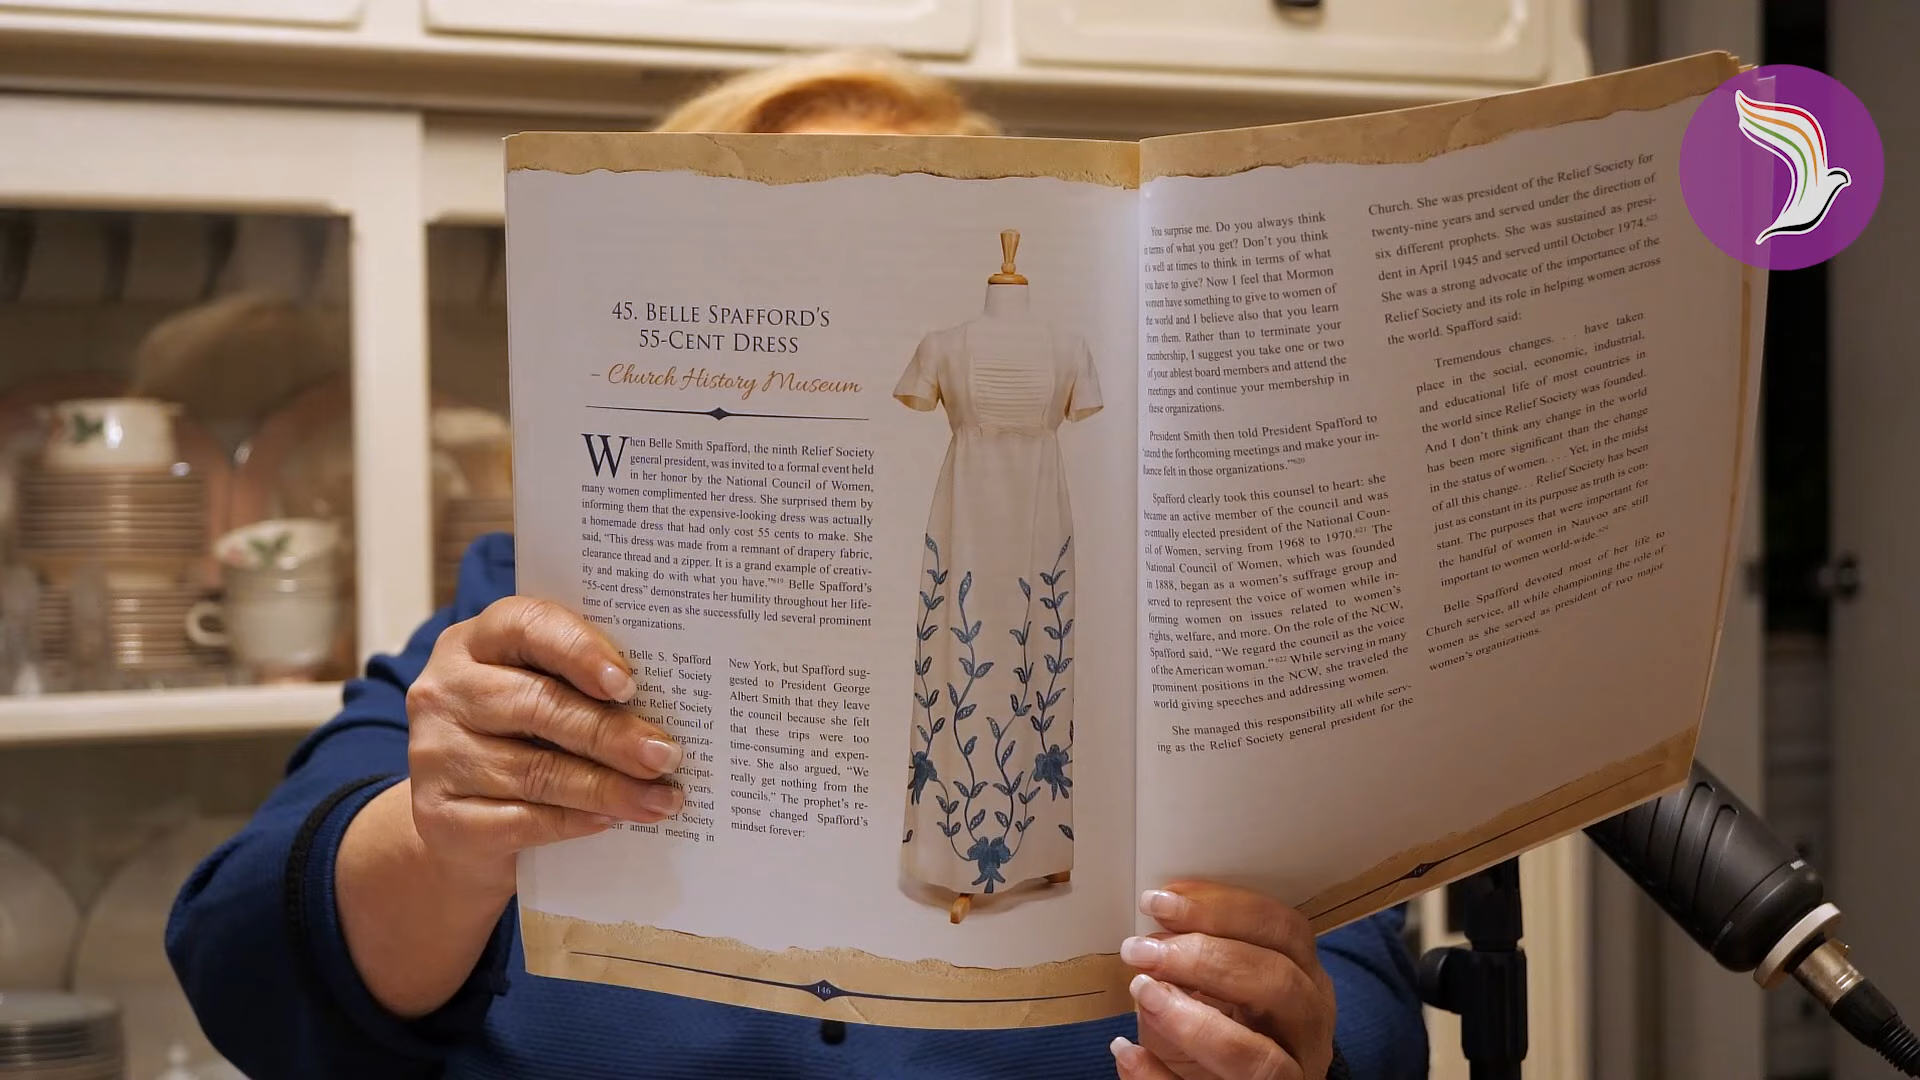 45. BELLE SPAFFORD'S
55-CENT DRESS
– Church History Museum
When Belle Smith Spafford, the ninth Relief Society
general president, was invited to a formal event held
in her honor by the National Council of Women,
many women complimented her dress. She surprised them by
informing them that the expensive-looking dress was actually
a homemade dress that had only cost 55 cents to make. She
said, “This dress was made from a remnant of drapery fabric,
clearance thread and a zipper. It is a grand example of creativ-
ity and making do with what you have.”⁶¹⁹ Belle Spafford's
“55-cent dress” demonstrates her humility throughout her life-
time of service even as she successfully led several prominent
women's organizations.
Belle S. Spafford
Relief Society
she sug-
the Relief Society
Council of
of the
years.
invited
Society
annual meeting in
New York, but Spafford sug-
gested to President George
Albert Smith that they leave
the council because she felt
that these trips were too
time-consuming and expen-
sive. She also argued, “We
really get nothing from the
councils.” The prophet's re-
sponse changed Spafford's
mindset forever:
146
You surprise me. Do you always think
in terms of what you get? Don't you think
it's well at times to think in terms of what
you have to give? Now I feel that Mormon
women have something to give to women of
the world and I believe also that you learn
from them. Rather than to terminate your
membership, I suggest you take one or two
of your ablest board members and attend the
meetings and continue your membership in
these organizations.
President Smith then told President Spafford to
“attend the forthcoming meetings and make your in-
fluence felt in those organizations.”⁶²⁰
Spafford clearly took this counsel to heart: she
became an active member of the council and was
eventually elected president of the National Coun-
cil of Women, serving from 1968 to 1970.⁶²¹ The
National Council of Women, which was founded
in 1888, began as a women's suffrage group and
served to represent the voice of women while in-
forming women on issues related to women's
rights, welfare, and more. On the role of the NCW,
Spafford said, “We regard the council as the voice
of the American woman.”⁶²² While serving in many
prominent positions in the NCW, she traveled the
world giving speeches and addressing women.
She managed this responsibility all while serv-
ing as the Relief Society general president for the
Church. She was president of the Relief Society for
twenty-nine years and served under the direction of
six different prophets. She was sustained as presi-
dent in April 1945 and served until October 1974.⁶²³
She was a strong advocate of the importance of the
Relief Society and its role in helping women across
the world. Spafford said:
Tremendous changes. . . have taken
place in the social, economic, industrial,
and educational life of most countries in
the world since Relief Society was founded.
And I don't think any change in the world
has been more significant than the change
in the status of women. . . . Yet, in the midst
of all this change. . . Relief Society has been
just as constant in its purpose as truth is con-
stant. The purposes that were important for
the handful of women in Nauvoo are still
important to women world-wide.⁶²⁴
Belle Spafford devoted most of her life to
Church service, all while championing the role of
women as she served as president of two major
women's organizations.